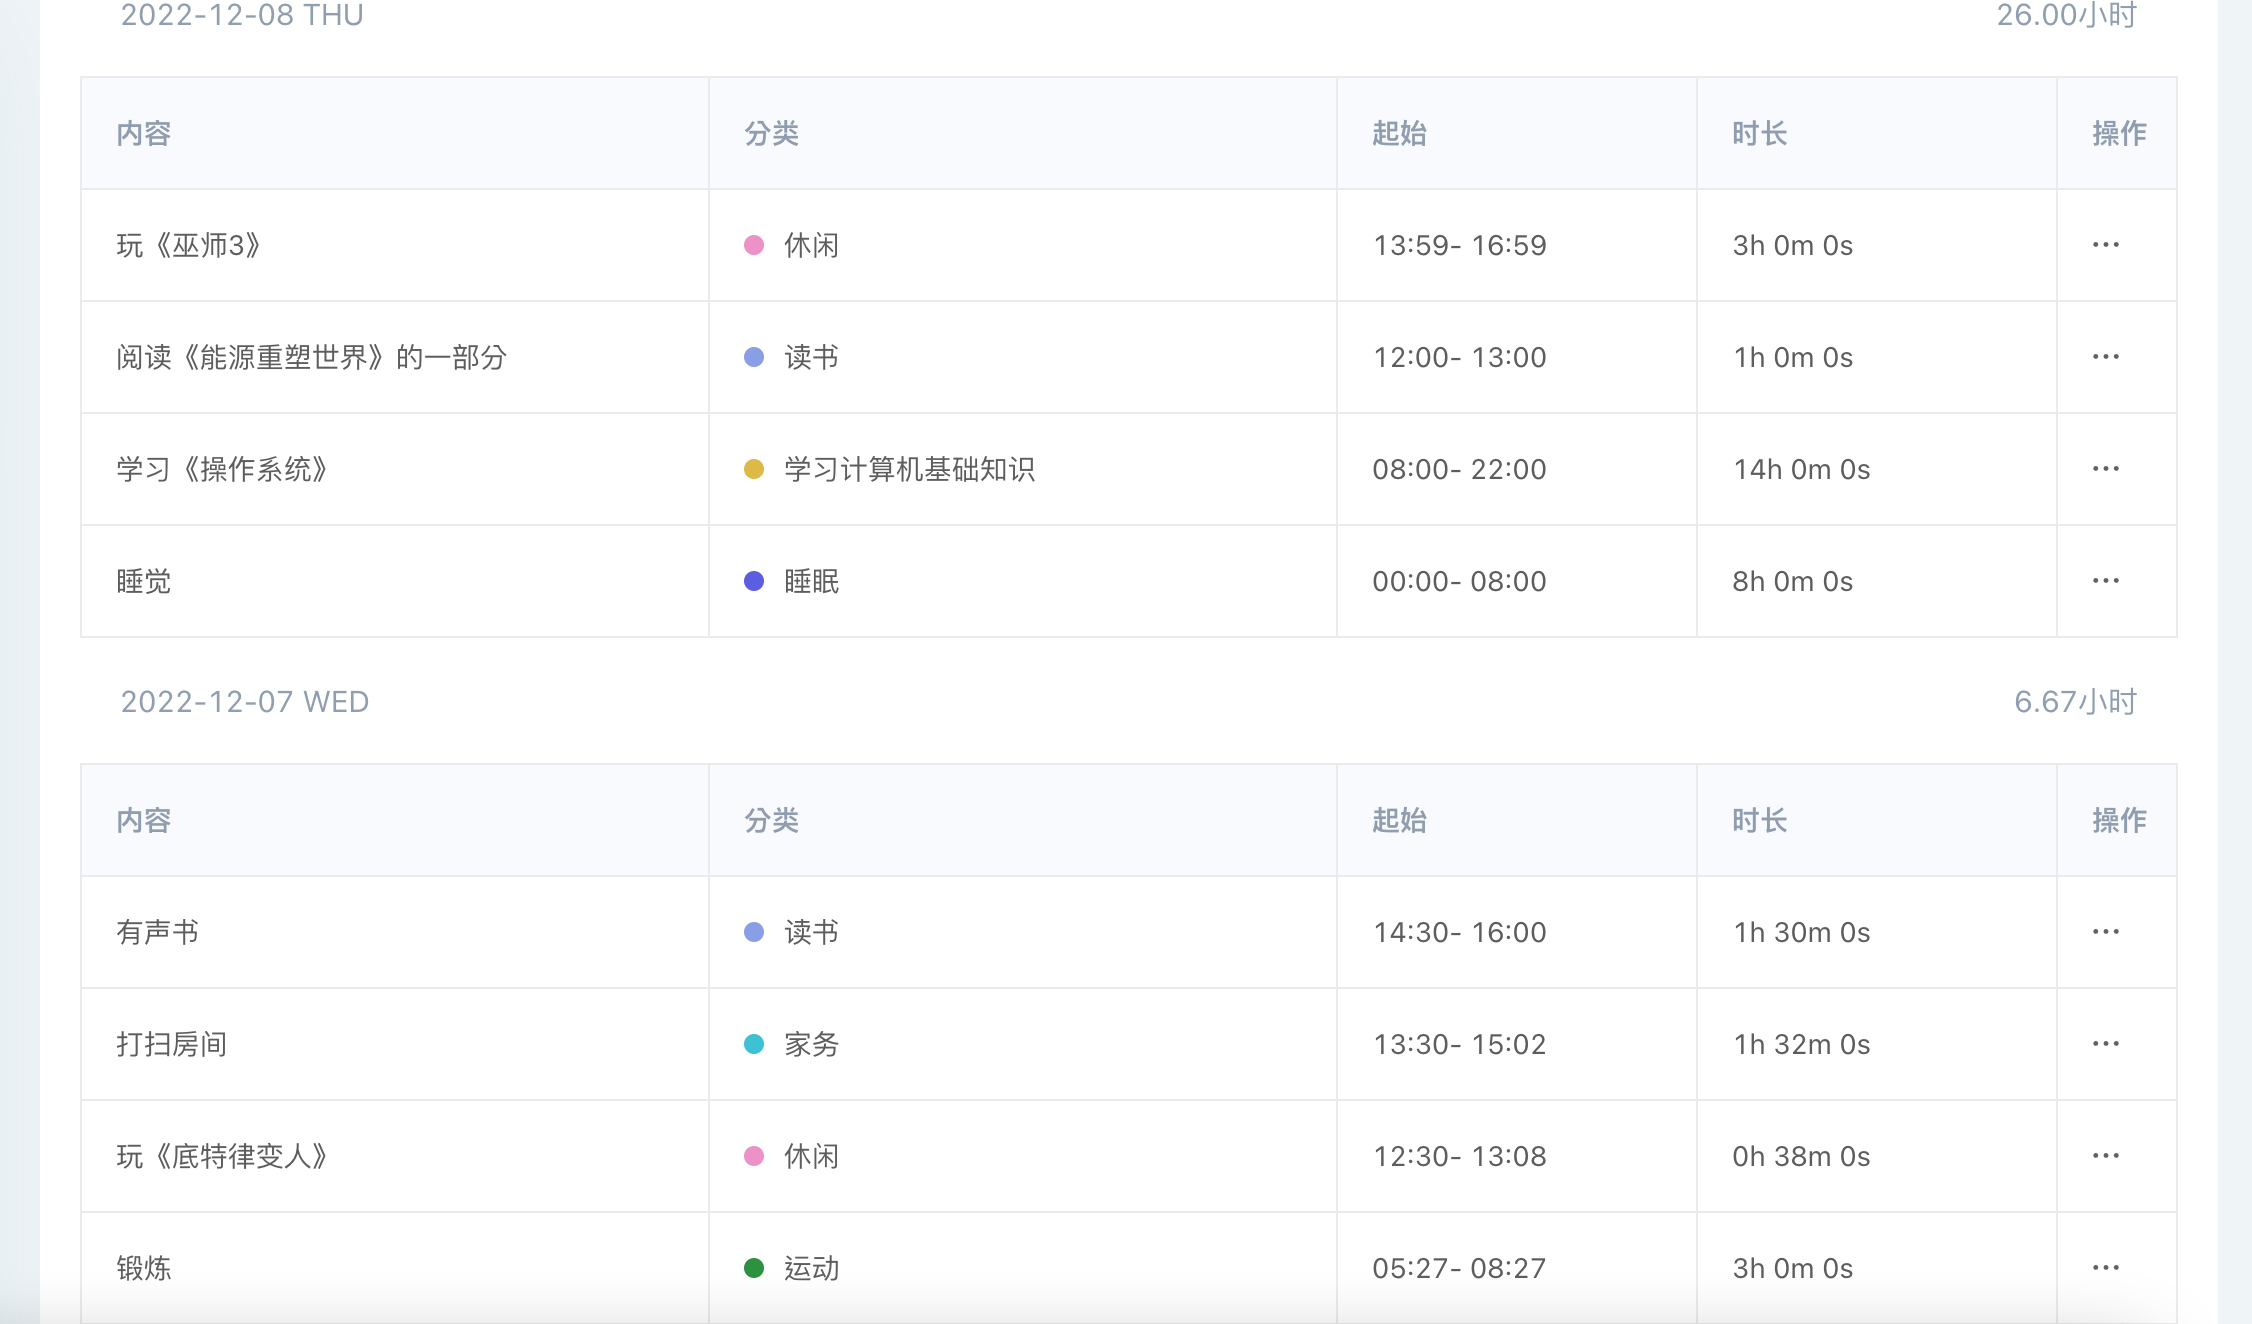 2022-12-08 THU 26.00小时
内容 分类 起始 时长 操作
玩《巫师3》 休闲 13:59- 16:59 3h 0m 0s ···
阅读《能源重塑世界》的一部分 读书 12:00- 13:00 1h 0m 0s ···
学习《操作系统》 学习计算机基础知识 08:00- 22:00 14h 0m 0s ···
睡觉 睡眠 00:00- 08:00 8h 0m 0s ···
2022-12-07 WED 6.67小时
内容 分类 起始 时长 操作
有声书 读书 14:30- 16:00 1h 30m 0s ···
打扫房间 家务 13:30- 15:02 1h 32m 0s ···
玩《底特律变人》 休闲 12:30- 13:08 0h 38m 0s ···
锻炼 运动 05:27- 08:27 3h 0m 0s ···